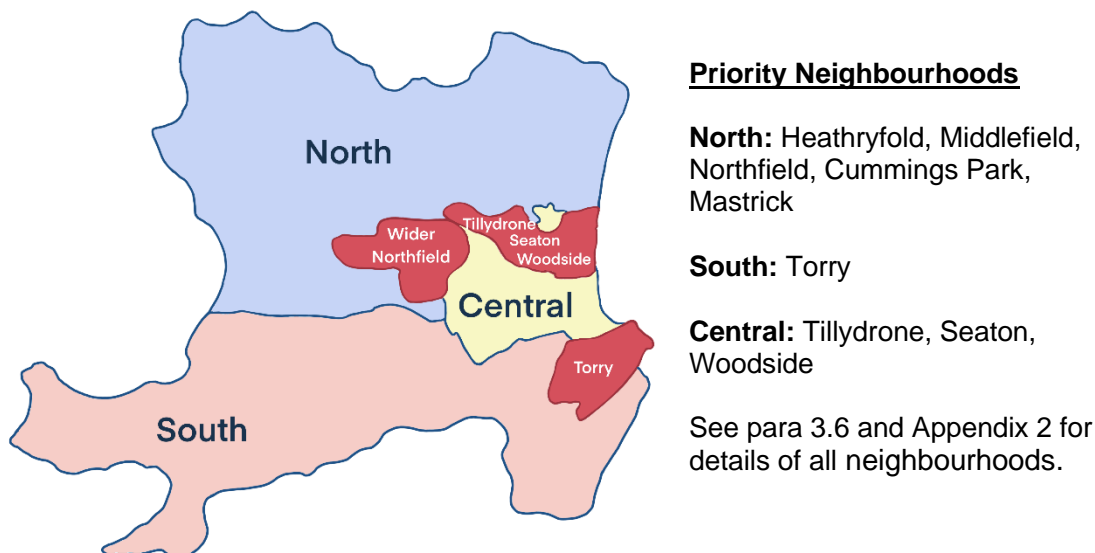 North
Wider
Northfield
Tillydrone
Seaton
Woodside
Central
Torry
South
Priority Neighbourhoods
North: Heathryfold, Middlefield,
Northfield, Cummings Park,
Mastrick
South: Torry
Central: Tillydrone, Seaton,
Woodside
See para 3.6 and Appendix 2 for
details of all neighbourhoods.